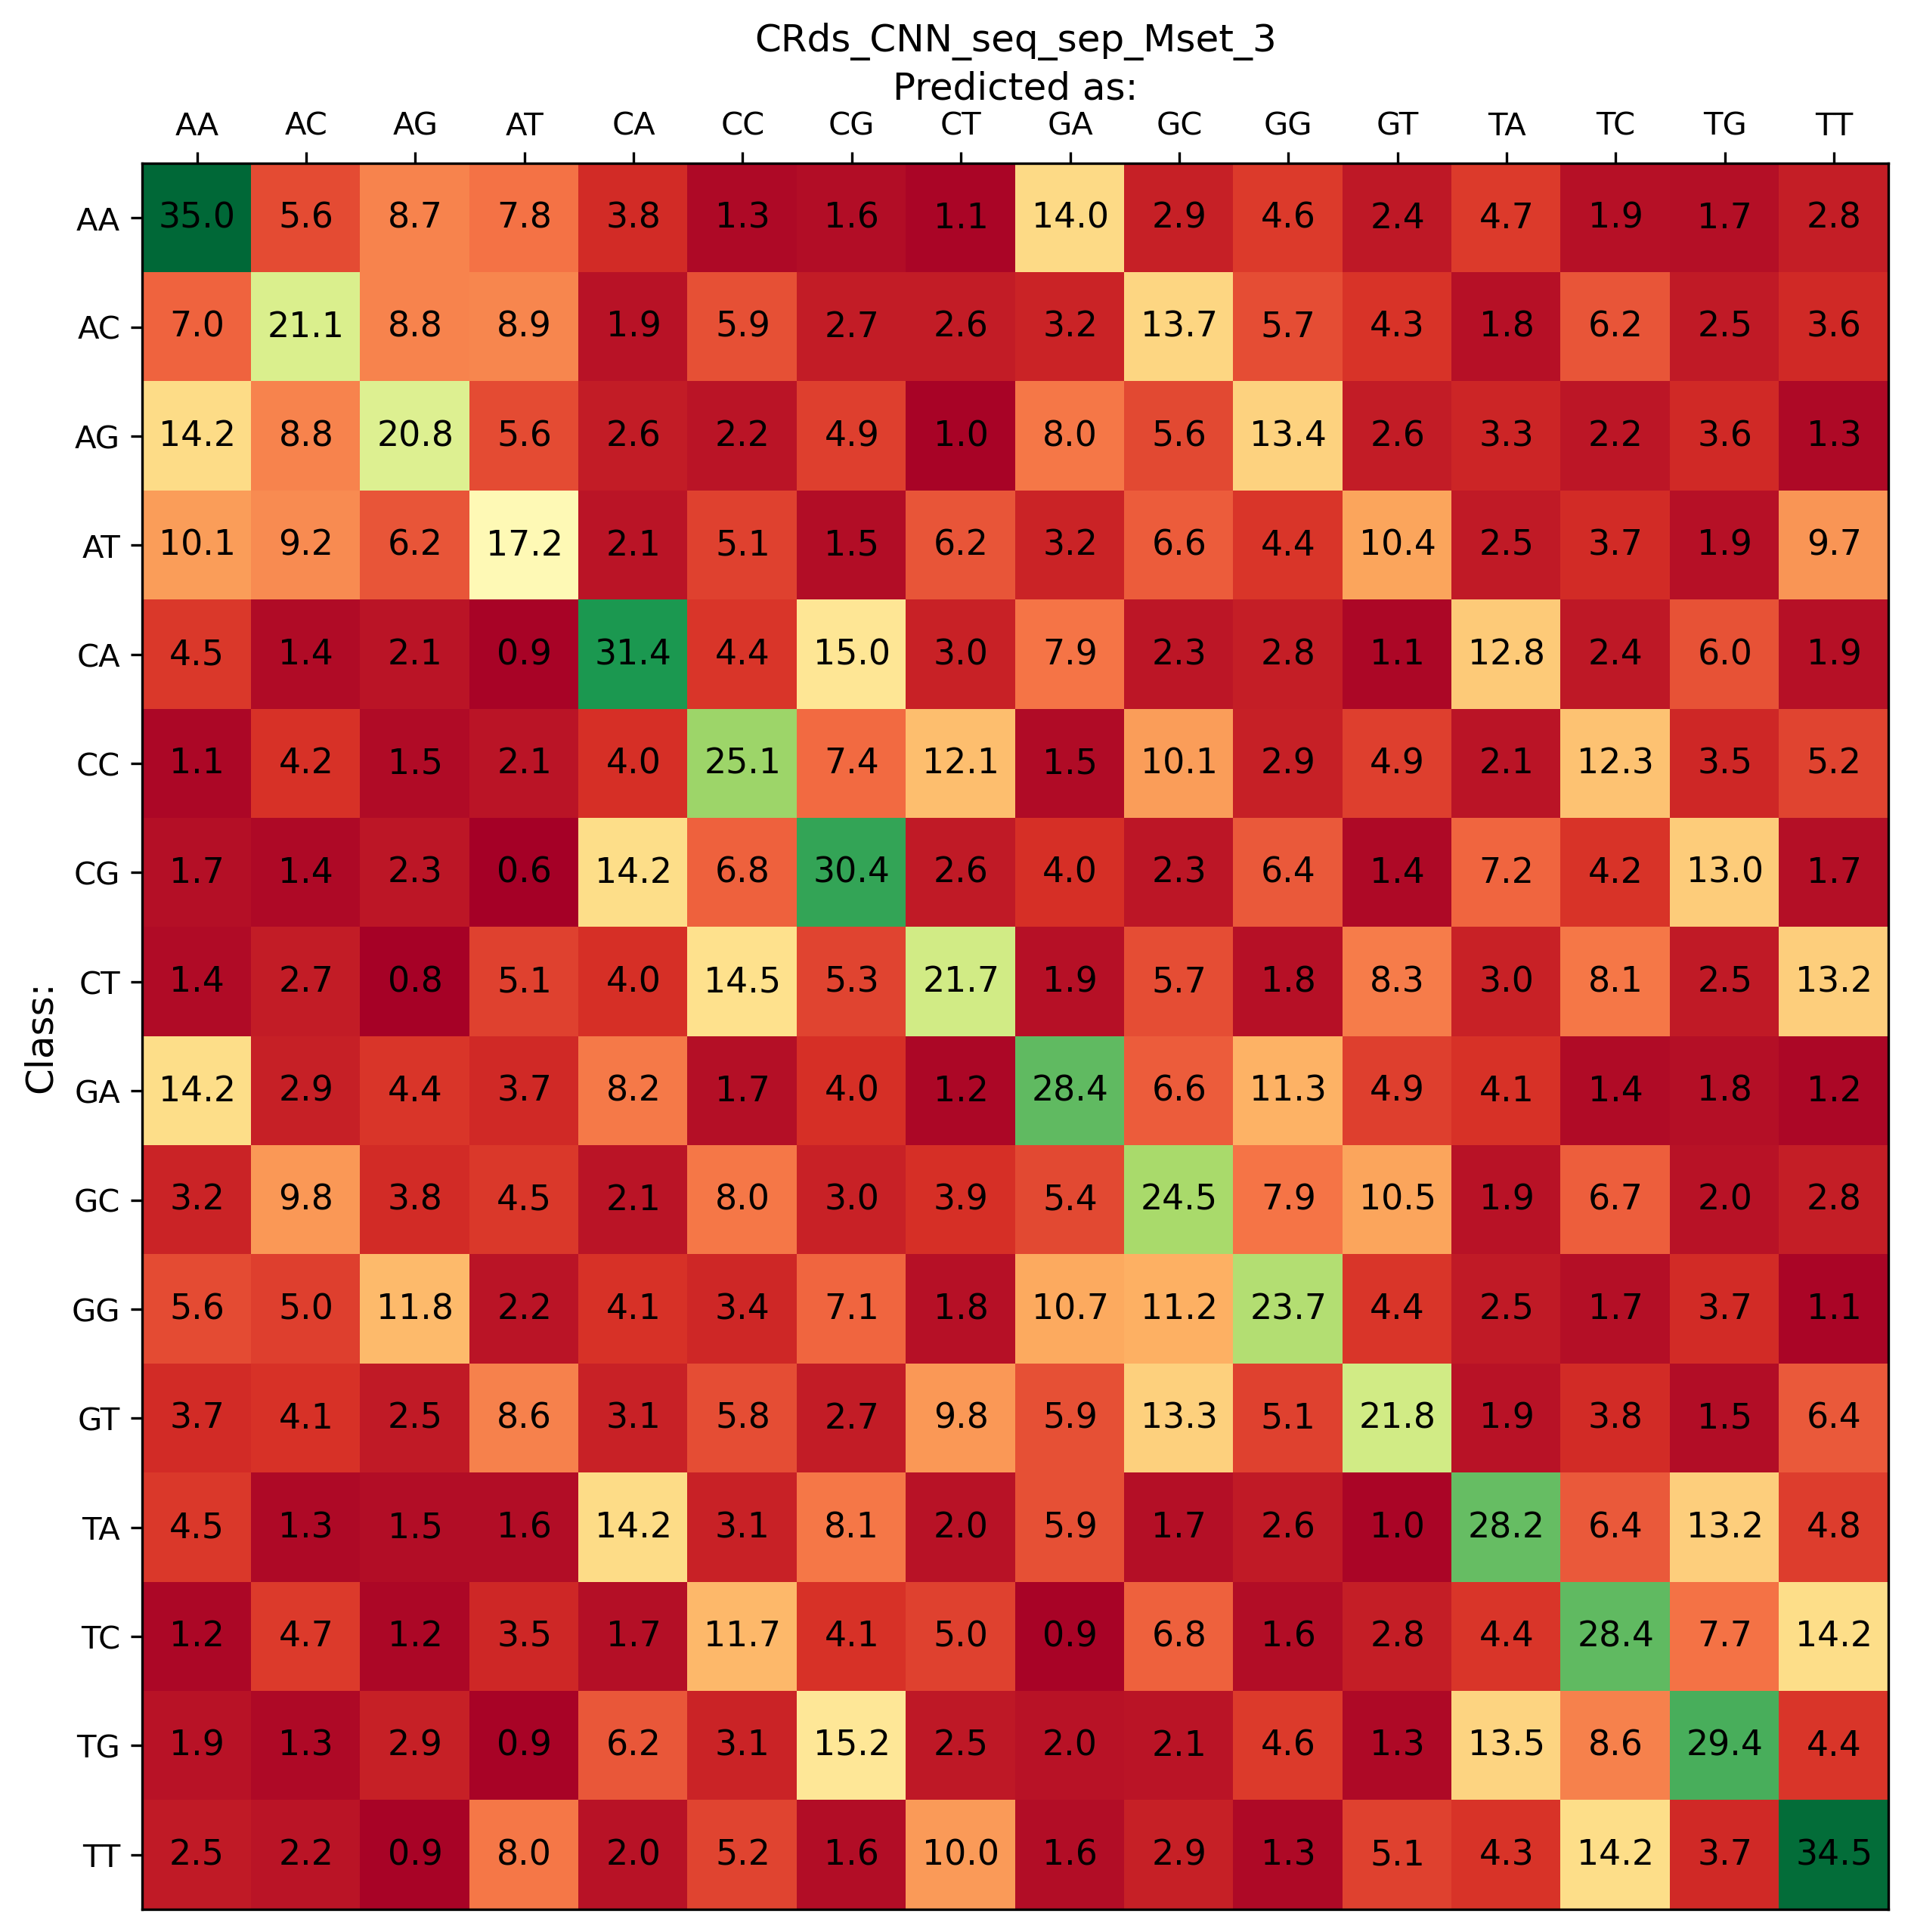 CRds_CNN_seq_sep_Mset_3
Predicted as:
AA AC AG AT CA CC CG CT GA GC GG GT TA TC TG TT
AA 35.0 5.6 8.7 7.8 3.8 1.3 1.6 1.1 14.0 2.9 4.6 2.4 4.7 1.9 1.7 2.8
AC 7.0 21.1 8.8 8.9 1.9 5.9 2.7 2.6 3.2 13.7 5.7 4.3 1.8 6.2 2.5 3.6
AG 14.2 8.8 20.8 5.6 2.6 2.2 4.9 1.0 8.0 5.6 13.4 2.6 3.3 2.2 3.6 1.3
AT 10.1 9.2 6.2 17.2 2.1 5.1 1.5 6.2 3.2 6.6 4.4 10.4 2.5 3.7 1.9 9.7
CA 4.5 1.4 2.1 0.9 31.4 4.4 15.0 3.0 7.9 2.3 2.8 1.1 12.8 2.4 6.0 1.9
CC 1.1 4.2 1.5 2.1 4.0 25.1 7.4 12.1 1.5 10.1 2.9 4.9 2.1 12.3 3.5 5.2
CG 1.7 1.4 2.3 0.6 14.2 6.8 30.4 2.6 4.0 2.3 6.4 1.4 7.2 4.2 13.0 1.7
CT 1.4 2.7 0.8 5.1 4.0 14.5 5.3 21.7 1.9 5.7 1.8 8.3 3.0 8.1 2.5 13.2
Class:
GA 14.2 2.9 4.4 3.7 8.2 1.7 4.0 1.2 28.4 6.6 11.3 4.9 4.1 1.4 1.8 1.2
GC 3.2 9.8 3.8 4.5 2.1 8.0 3.0 3.9 5.4 24.5 7.9 10.5 1.9 6.7 2.0 2.8
GG 5.6 5.0 11.8 2.2 4.1 3.4 7.1 1.8 10.7 11.2 23.7 4.4 2.5 1.7 3.7 1.1
GT 3.7 4.1 2.5 8.6 3.1 5.8 2.7 9.8 5.9 13.3 5.1 21.8 1.9 3.8 1.5 6.4
TA 4.5 1.3 1.5 1.6 14.2 3.1 8.1 2.0 5.9 1.7 2.6 1.0 28.2 6.4 13.2 4.8
TC 1.2 4.7 1.2 3.5 1.7 11.7 4.1 5.0 0.9 6.8 1.6 2.8 4.4 28.4 7.7 14.2
TG 1.9 1.3 2.9 0.9 6.2 3.1 15.2 2.5 2.0 2.1 4.6 1.3 13.5 8.6 29.4 4.4
TT 2.5 2.2 0.9 8.0 2.0 5.2 1.6 10.0 1.6 2.9 1.3 5.1 4.3 14.2 3.7 34.5